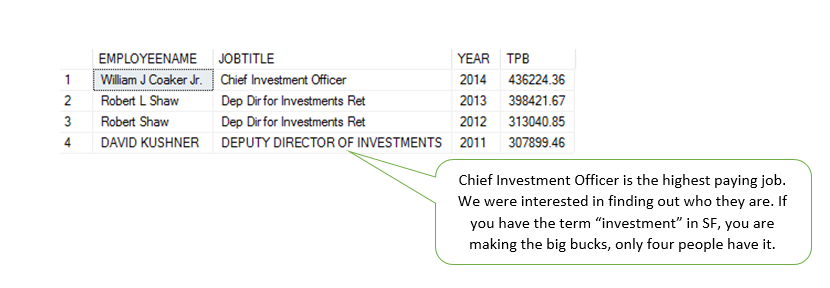 EMPLOYEENAME JOBTITLE YEAR TPB
1 William J Coaker Jr. Chief Investment Officer 2014 436224.36
2 Robert L Shaw Dep Dir for Investments Ret 2013 398421.67
3 Robert Shaw Dep Dir for Investments Ret 2012 313040.85
4 DAVID KUSHNER DEPUTY DIRECTOR OF INVESTMENTS 2011 307899.46
Chief Investment Officer is the highest paying job.
We were interested in finding out who they are. If
you have the term “investment” in SF, you are
making the big bucks, only four people have it.